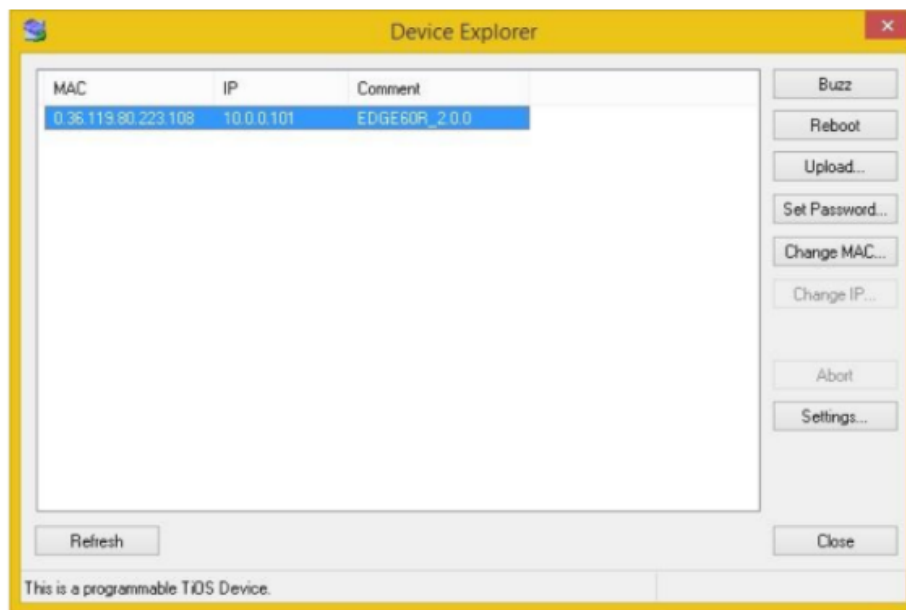 Device Explorer
MAC IP Comment
0.36.119.80.223.108 10.0.0.101 EDGE60R_2.0.0
Buzz
Reboot
Upload...
Set Password...
Change MAC...
Change IP...
Abort
Settings...
Refresh
Close
This is a programmable TiOS Device.